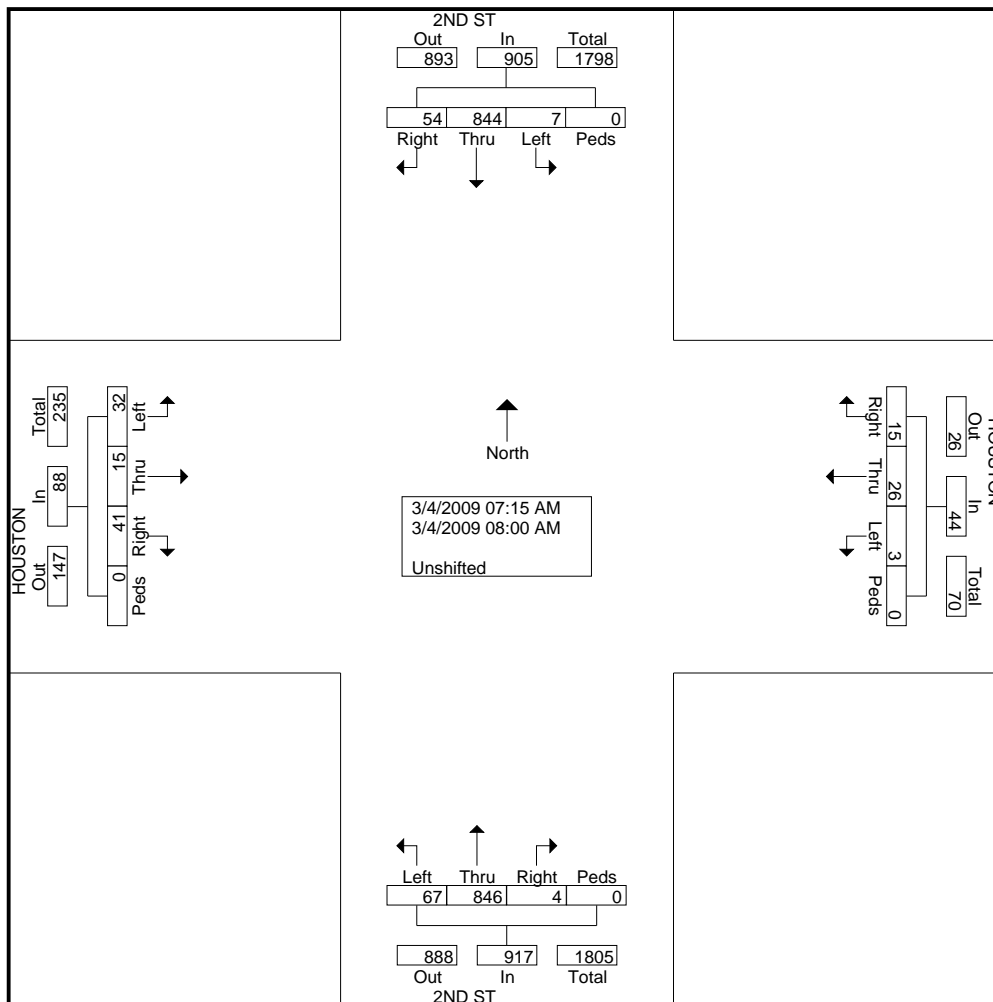 2ND ST
Out In Total
893 905 1798
54 844 7 0
Right Thru Left Peds
HOUSTON
Total In Out
235 88 147
32 15 41 0
Left Thru Right Peds
North
3/4/2009 07:15 AM
3/4/2009 08:00 AM
Unshifted
HOUSTON
Out In Total
26 44 70
15 26 3 0
Right Thru Left Peds
Left Thru Right Peds
67 846 4 0
888 917 1805
Out In Total
2ND ST